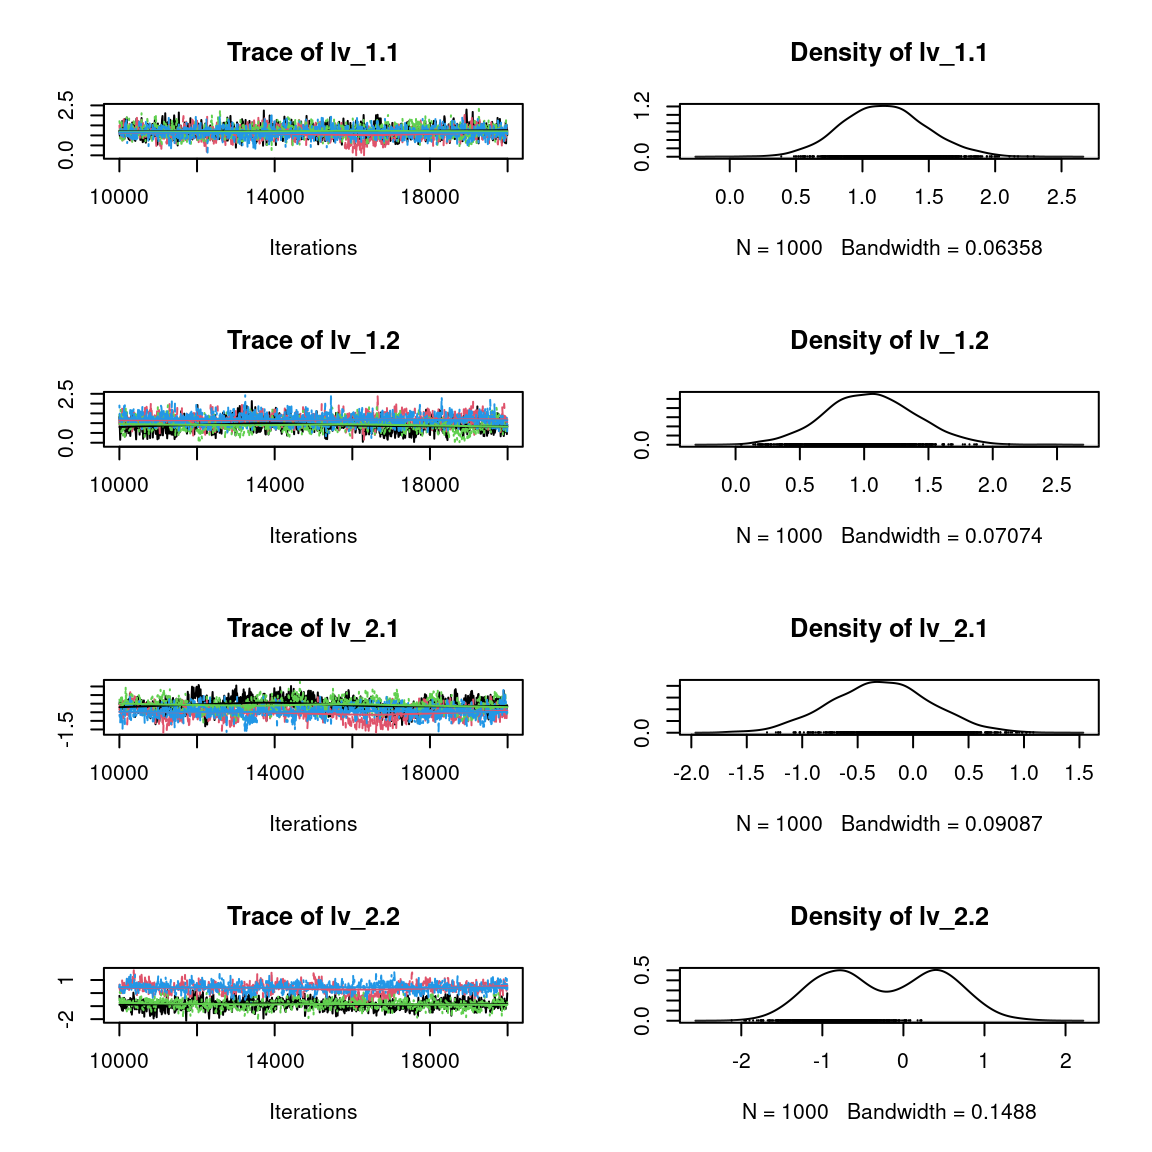 Trace of lv_1.1
2.5
0.0
10000 14000 18000
Iterations
Density of lv_1.1
1.2
0.0
0.0 0.5 1.0 1.5 2.0 2.5
N = 1000 Bandwidth = 0.06358
Trace of lv_1.2
2.5
0.0
10000 14000 18000
Iterations
Density of lv_1.2
0.0
0.0 0.5 1.0 1.5 2.0 2.5
N = 1000 Bandwidth = 0.07074
Trace of lv_2.1
-1.5
10000 14000 18000
Iterations
Density of lv_2.1
0.0
-2.0 -1.5 -1.0 -0.5 0.0 0.5 1.0 1.5
N = 1000 Bandwidth = 0.09087
Trace of lv_2.2
1
-2
10000 14000 18000
Iterations
Density of lv_2.2
0.5
0.0
-2 -1 0 1 2
N = 1000 Bandwidth = 0.1488